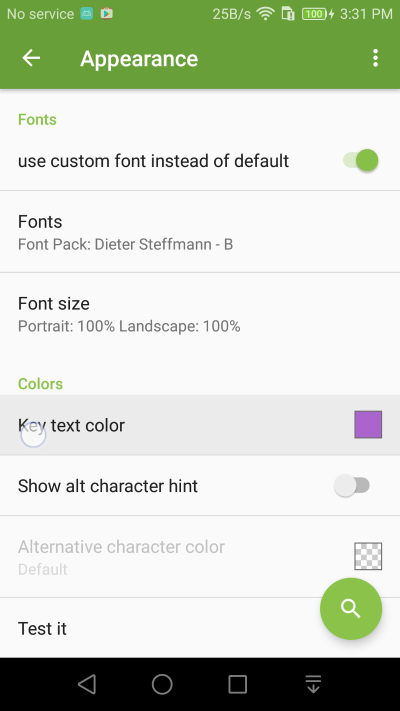 No service 25B/s 100 3:31 PM
Appearance
Fonts
use custom font instead of default
Fonts
Font Pack: Dieter Steffmann - B
Font size
Portrait: 100% Landscape: 100%
Colors
Key text color
Show alt character hint
Alternative character color
Default
Test it